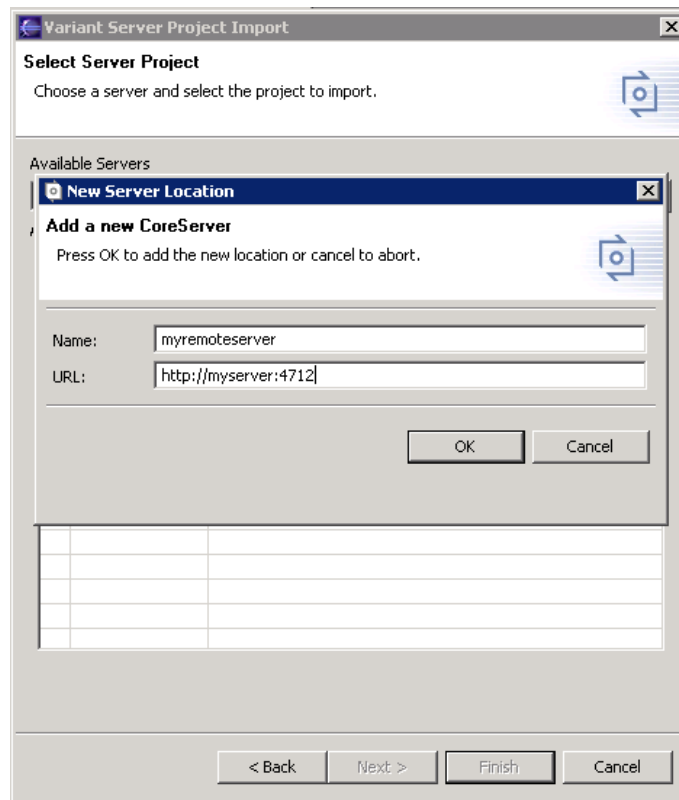 Variant Server Project Import
Select Server Project
Choose a server and select the project to import.
Available Servers
New Server Location
Add a new CoreServer
Press OK to add the new location or cancel to abort.
Name: myremoteserver
URL: http://myserver:4712
OK Cancel
< Back Next > Finish Cancel